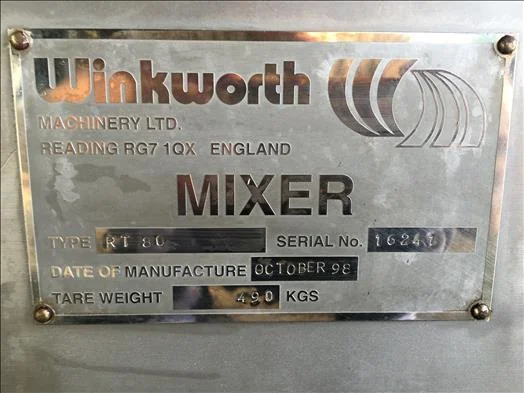 Winkworth
MACHINERY LTD.
READING RG7 1QX ENGLAND
MIXER
TYPE RT 80 SERIAL No.
DATE OF MANUFACTURE OCTOBER 98
TARE WEIGHT 490 KGS